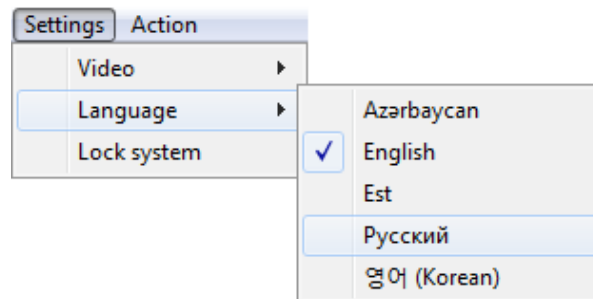 Settings Action
Video
Language
Lock system
Azərbaycan
English
Est
Русский
영어 (Korean)